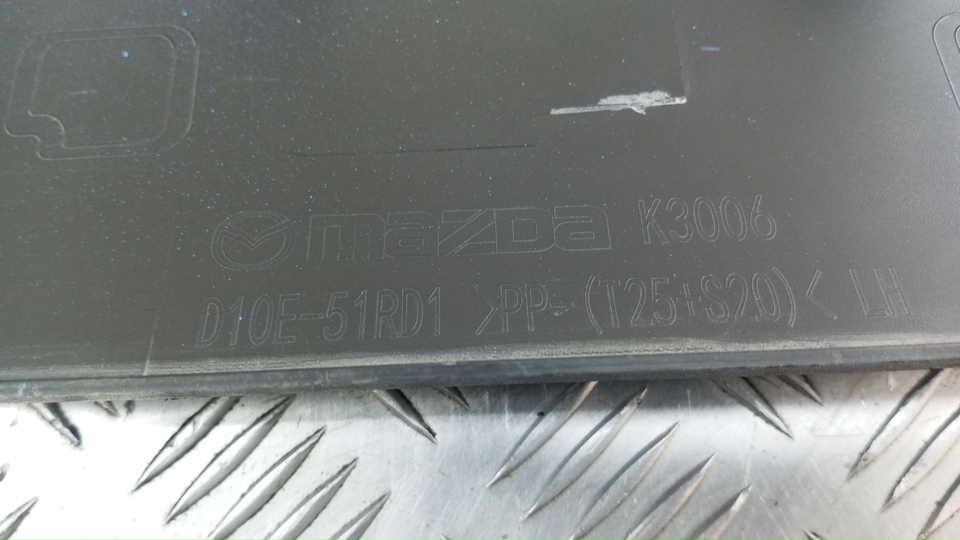 mazda K3006
D10E-51RD1 >PP-(T25+S20)< LH